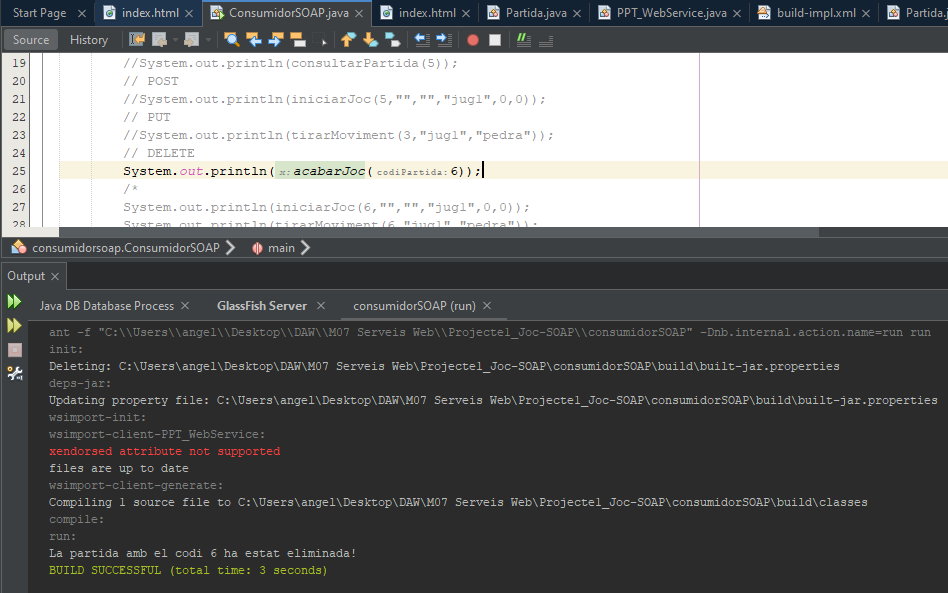 Start Page index.html ConsumidorSOAP.java index.html Partida.java PPT_WebService.java build-impl.xml Partida.j
Source History
19 //System.out.println(consultarPartida(5));
20 // POST
21 //System.out.println(iniciarJoc(5,"","","jug1",0,0));
22 // PUT
23 //System.out.println(tirarMoviment(3,"jug1","pedra"));
24 // DELETE
25 System.out.println( x: acabarJoc( codiPartida: 6));
26 /*
27 System.out.println(iniciarJoc(6,"","","jug1",0,0));
28 System.out.println(tirarMoviment(6,"jug1","pedra"));
consumidorsoap.ConsumidorSOAP main
Output
Java DB Database Process GlassFish Server consumidorSOAP (run)
ant -f "C:\\Users\\angel\\Desktop\\DAW\\M07 Serveis Web\\Projecte1_Joc-SOAP\\consumidorSOAP" -Dnb.internal.action.name=run run
init:
Deleting: C:\Users\angel\Desktop\DAW\M07 Serveis Web\Projecte1_Joc-SOAP\consumidorSOAP\build\built-jar.properties
deps-jar:
Updating property file: C:\Users\angel\Desktop\DAW\M07 Serveis Web\Projecte1_Joc-SOAP\consumidorSOAP\build\built-jar.properties
wsimport-init:
wsimport-client-PPT_WebService:
xendorsed attribute not supported
files are up to date
wsimport-client-generate:
Compiling 1 source file to C:\Users\angel\Desktop\DAW\M07 Serveis Web\Projecte1_Joc-SOAP\consumidorSOAP\build\classes
compile:
run:
La partida amb el codi 6 ha estat eliminada!
BUILD SUCCESSFUL (total time: 3 seconds)